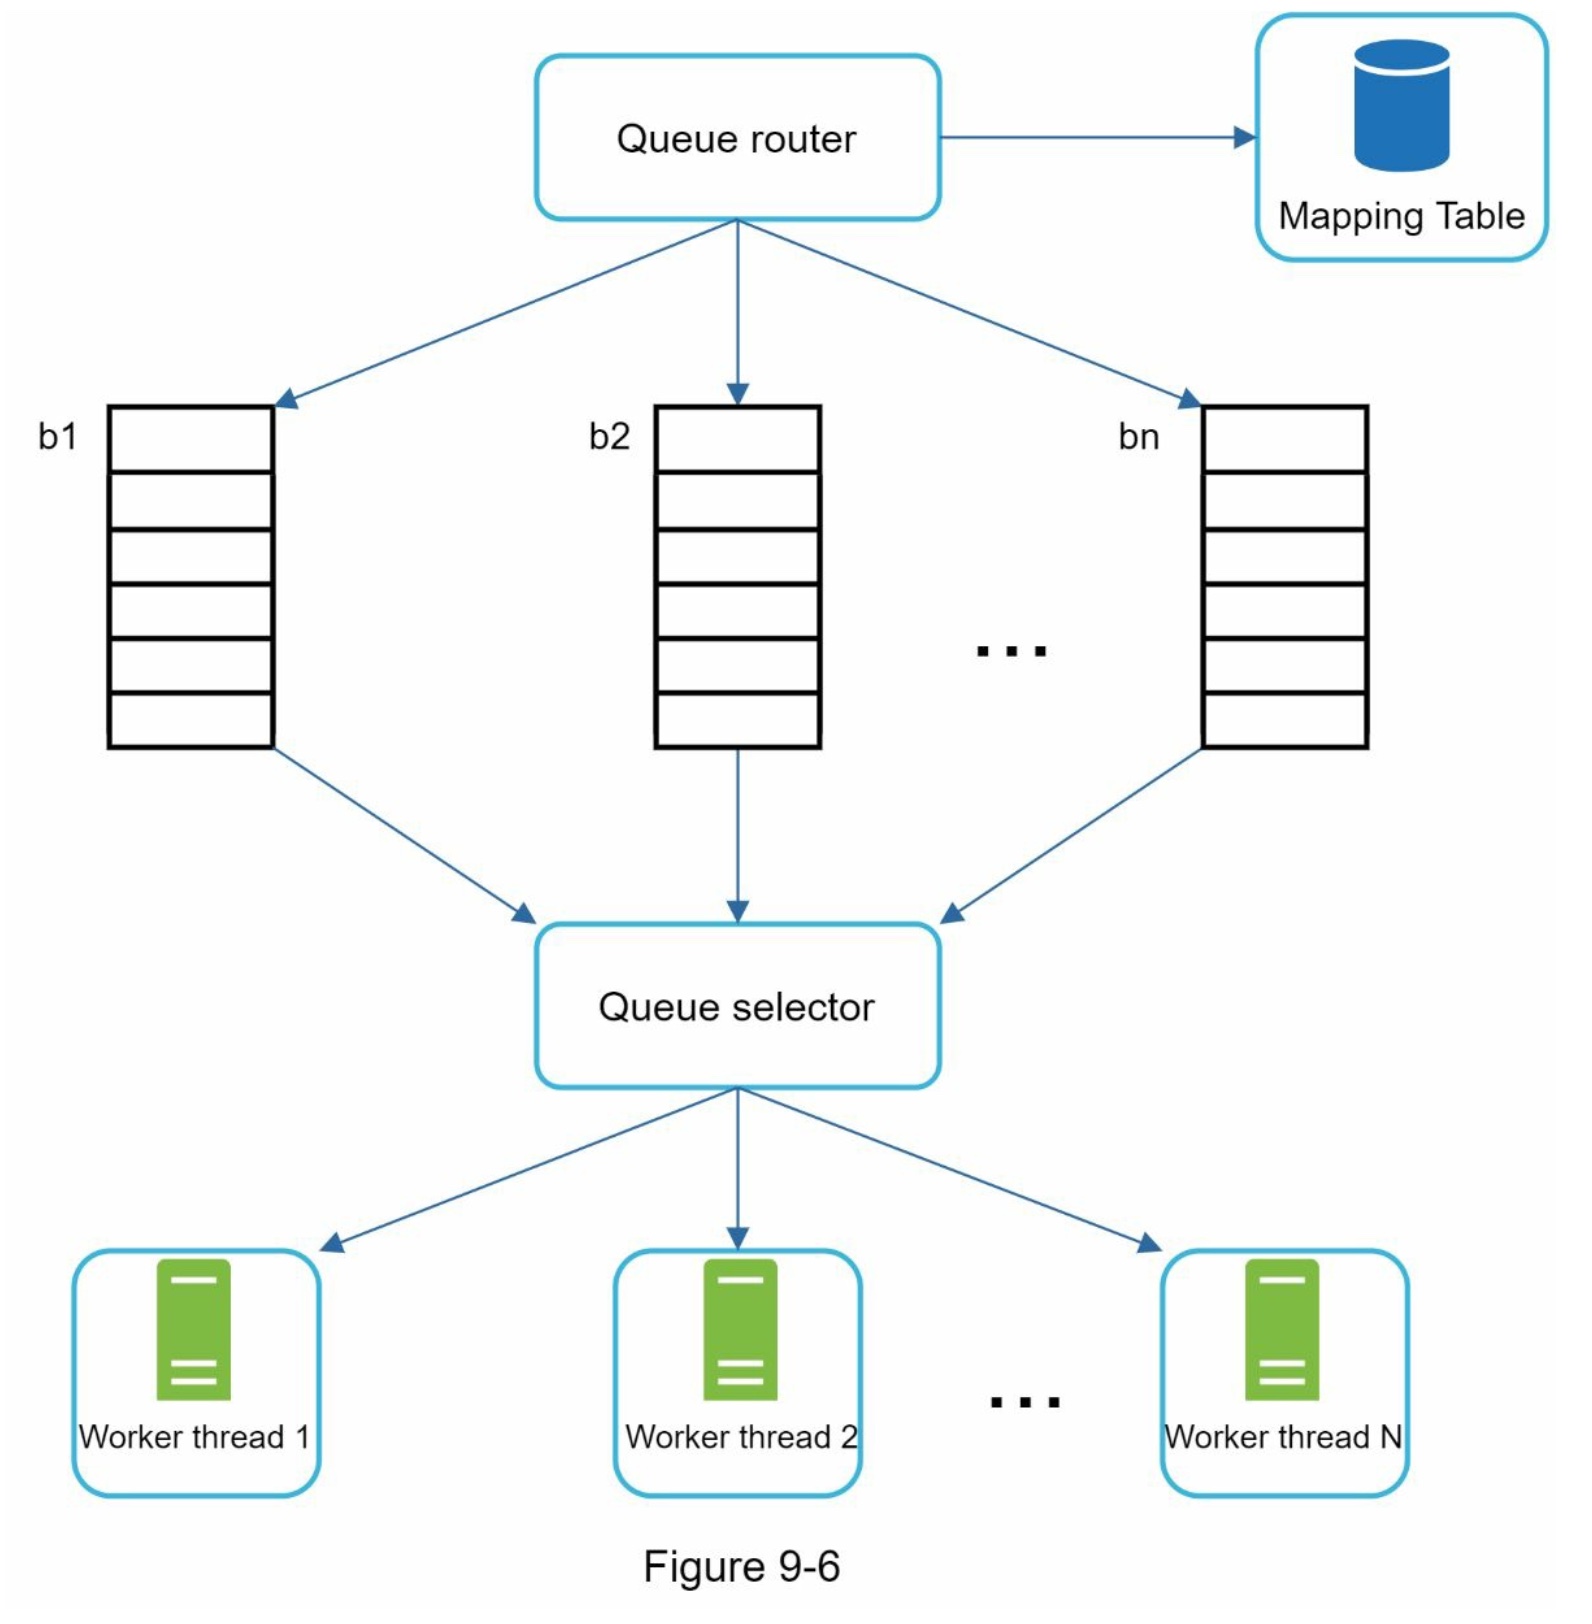 Queue router
Mapping Table
b1
b2
bn
...
Queue selector
Worker thread 1
Worker thread 2
...
Worker thread N
Figure 9-6